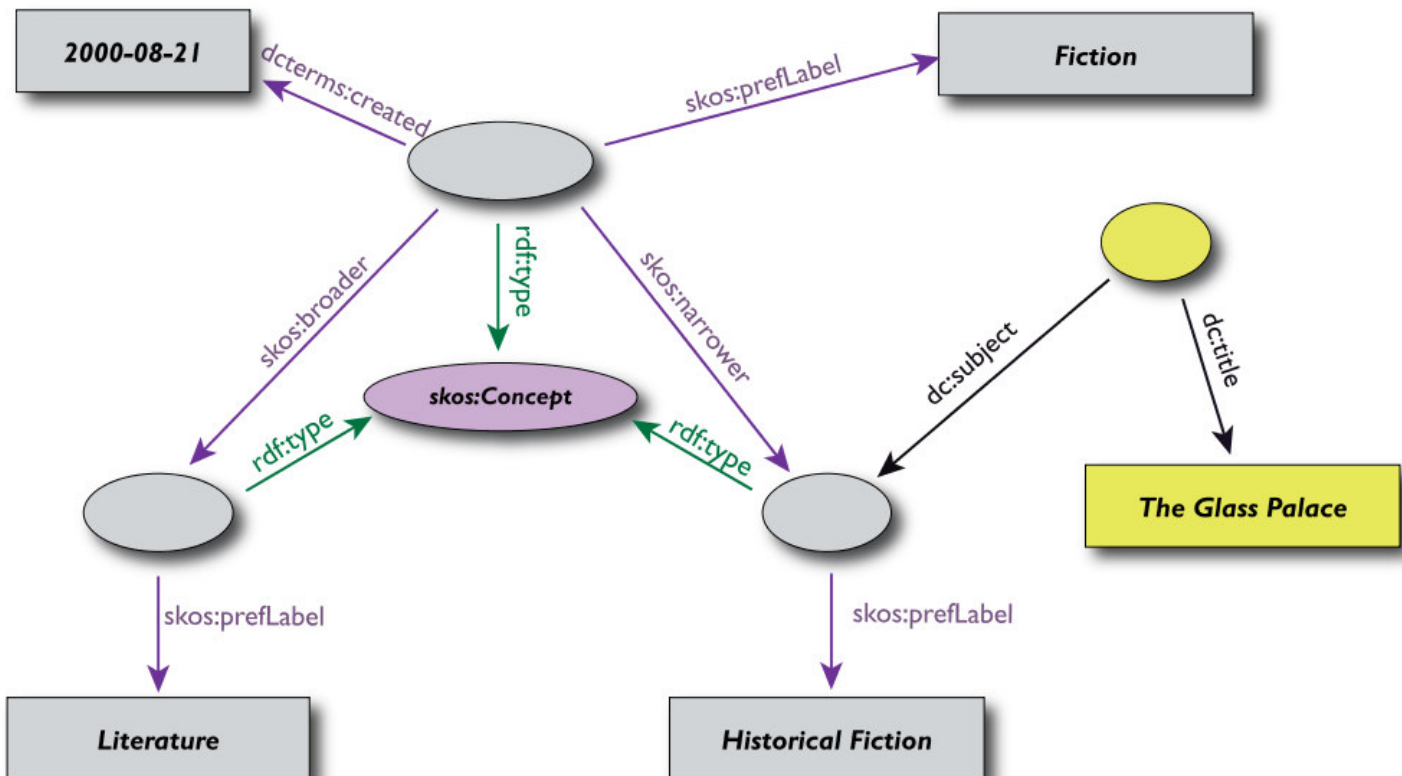 2000-08-21
dcterms:created
skos:prefLabel
Fiction
skos:broader
rdf:type
skos:narrower
dc:subject
dc:title
skos:Concept
rdf:type
rdf:type
The Glass Palace
skos:prefLabel
skos:prefLabel
Literature
Historical Fiction